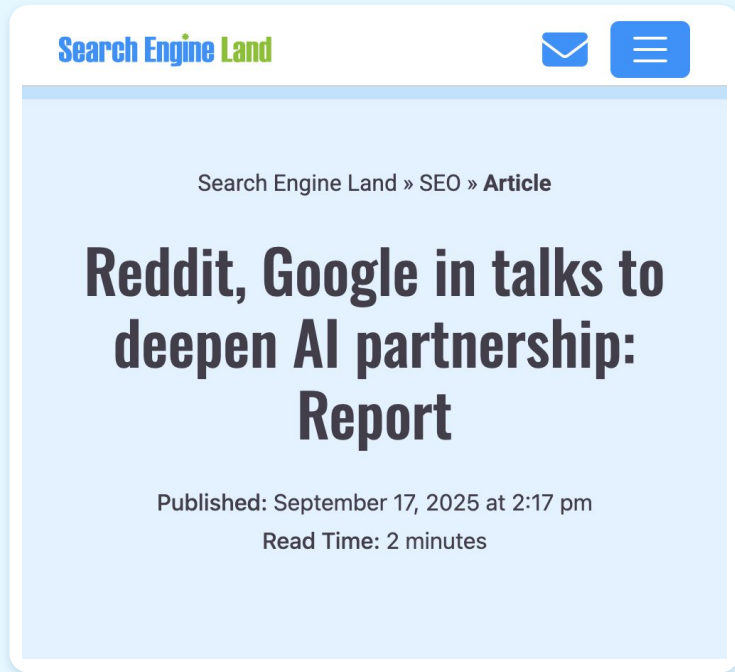 Search Engine Land
Search Engine Land » SEO » Article
Reddit, Google in talks to
deepen AI partnership:
Report
Published: September 17, 2025 at 2:17 pm
Read Time: 2 minutes